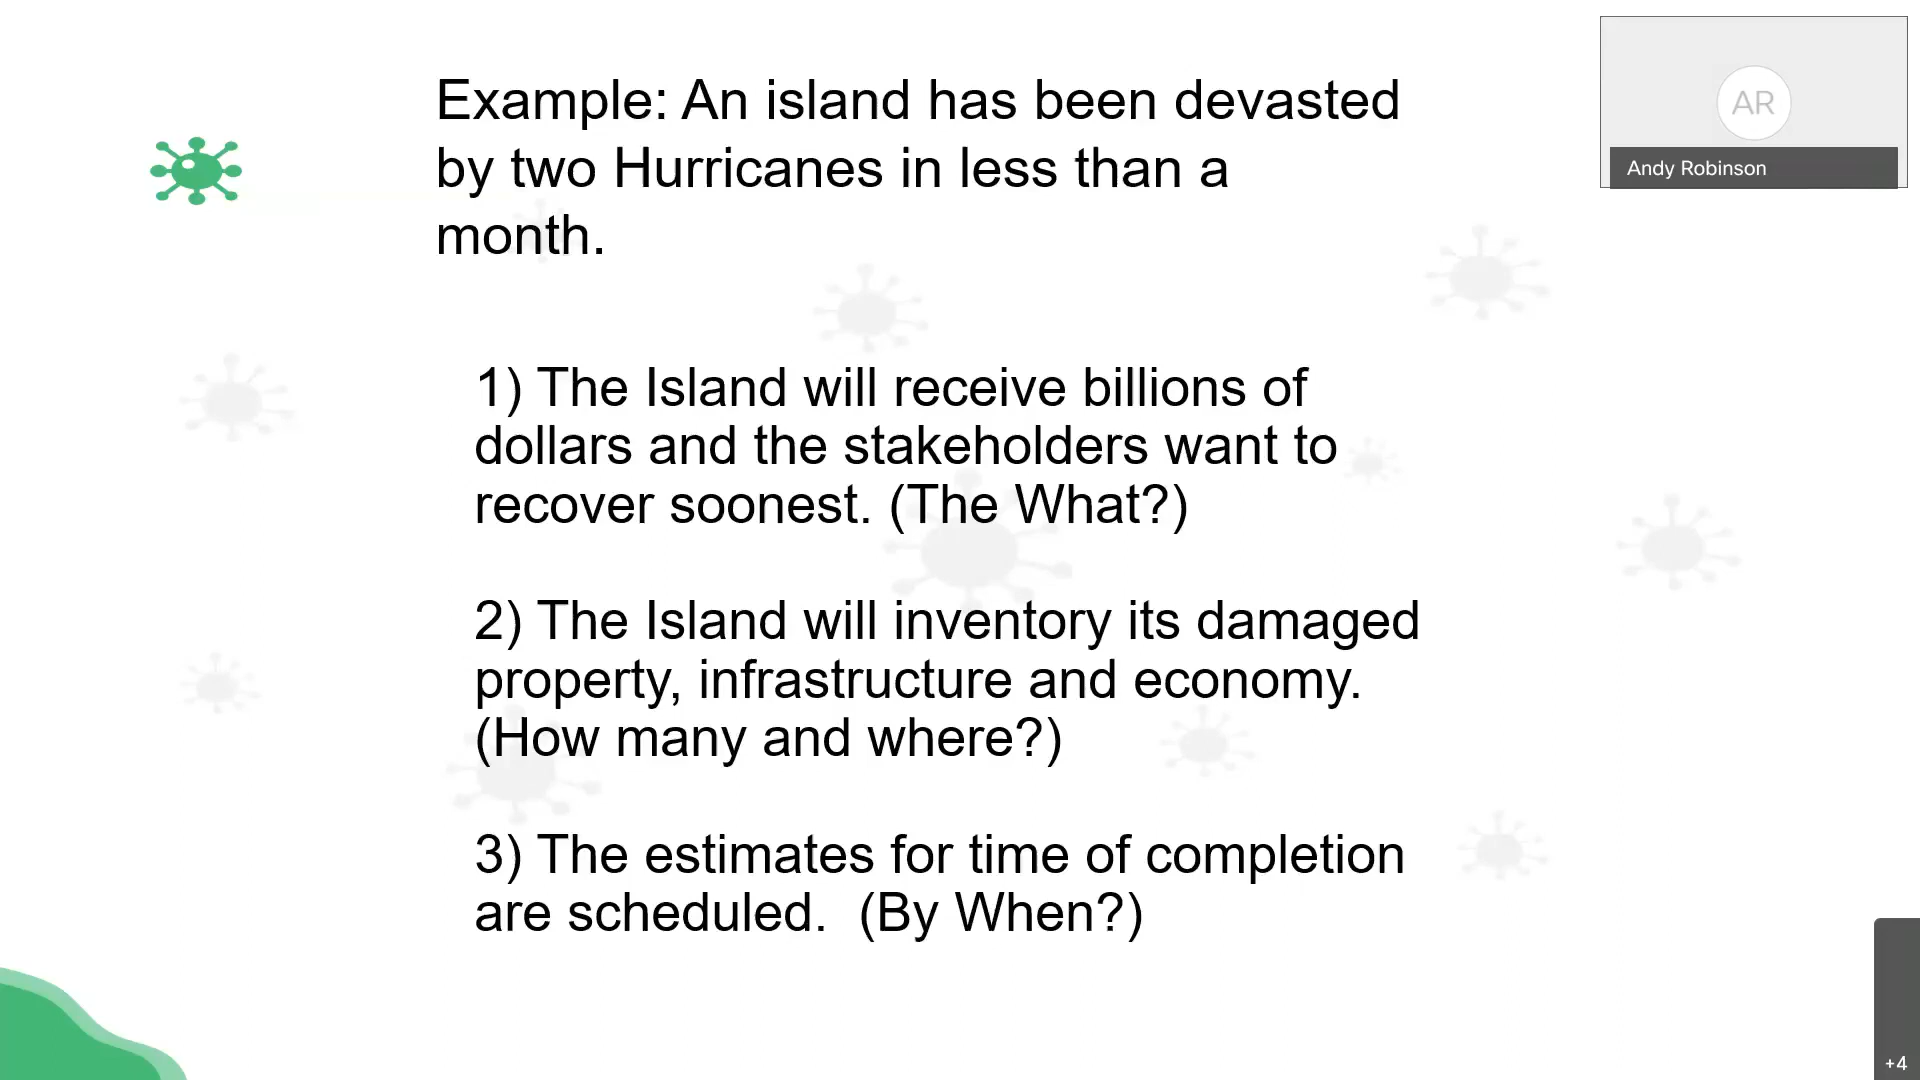 Example: An island has been devasted
by two Hurricanes in less than a
month.
AR
Andy Robinson
1) The Island will receive billions of
dollars and the stakeholders want to
recover soonest. (The What?)
2) The Island will inventory its damaged
property, infrastructure and economy.
(How many and where?)
3) The estimates for time of completion
are scheduled.  (By When?)
+4